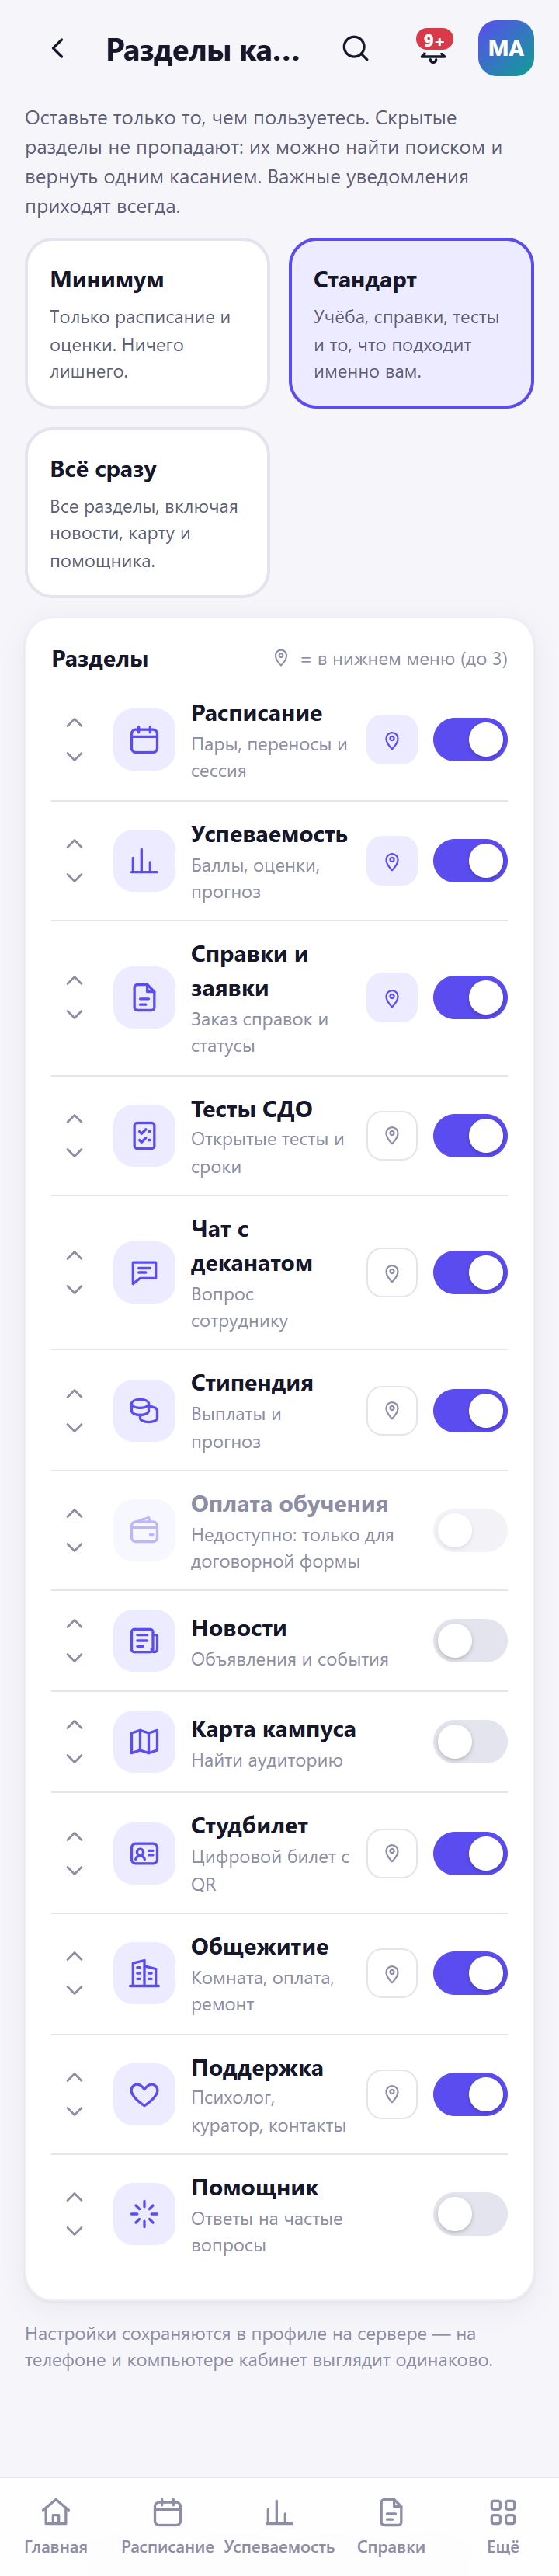 Разделы ка...
9+
МА
Оставьте только то, чем пользуетесь. Скрытые
разделы не пропадают: их можно найти поиском и
вернуть одним касанием. Важные уведомления
приходят всегда.
Минимум
Только расписание и
оценки. Ничего
лишнего.
Стандарт
Учёба, справки, тесты
и то, что подходит
именно вам.
Всё сразу
Все разделы, включая
новости, карту и
помощника.
Разделы
= в нижнем меню (до 3)
Расписание
Пары, переносы и
сессия
Успеваемость
Баллы, оценки,
прогноз
Справки и
заявки
Заказ справок и
статусы
Тесты СДО
Открытые тесты и
сроки
Чат с
деканатом
Вопрос
сотруднику
Стипендия
Выплаты и
прогноз
Оплата обучения
Недоступно: только для
договорной формы
Новости
Объявления и события
Карта кампуса
Найти аудиторию
Студбилет
Цифровой билет с
QR
Общежитие
Комната, оплата,
ремонт
Поддержка
Психолог,
куратор, контакты
Помощник
Ответы на частые
вопросы
Настройки сохраняются в профиле на сервере — на
телефоне и компьютере кабинет выглядит одинаково.
Главная
Расписание
Успеваемость
Справки
Ещё